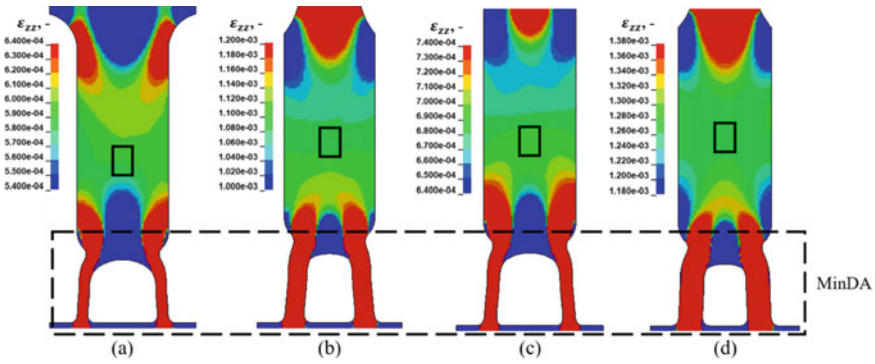 εzz, -
6.400e-04
6.300e-04
6.200e-04
6.100e-04
6.000e-04
5.900e-04
5.800e-04
5.700e-04
5.600e-04
5.500e-04
5.400e-04
εzz, -
1.200e-03
1.180e-03
1.160e-03
1.140e-03
1.120e-03
1.100e-03
1.080e-03
1.060e-03
1.040e-03
1.020e-03
1.000e-03
εzz, -
7.400e-04
7.300e-04
7.200e-04
7.100e-04
7.000e-04
6.900e-04
6.800e-04
6.700e-04
6.600e-04
6.500e-04
6.400e-04
εzz, -
1.380e-03
1.360e-03
1.340e-03
1.320e-03
1.300e-03
1.280e-03
1.260e-03
1.240e-03
1.220e-03
1.200e-03
1.180e-03
MinDA
(a) (b) (c) (d)